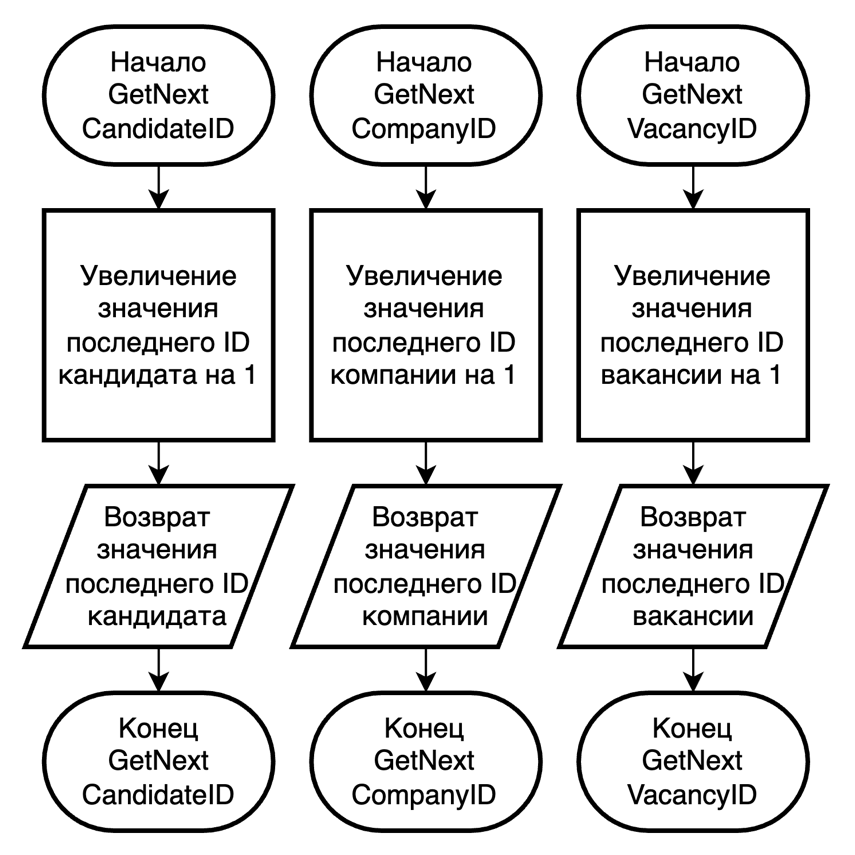 Начало
GetNext
CandidateID
Увеличение
значения
последнего ID
кандидата на 1
Возврат
значения
последнего ID
кандидата
Конец
GetNext
CandidateID
Начало
GetNext
CompanyID
Увеличение
значения
последнего ID
компании на 1
Возврат
значения
последнего ID
компании
Конец
GetNext
CompanyID
Начало
GetNext
VacancyID
Увеличение
значения
последнего ID
вакансии на 1
Возврат
значения
последнего ID
вакансии
Конец
GetNext
VacancyID